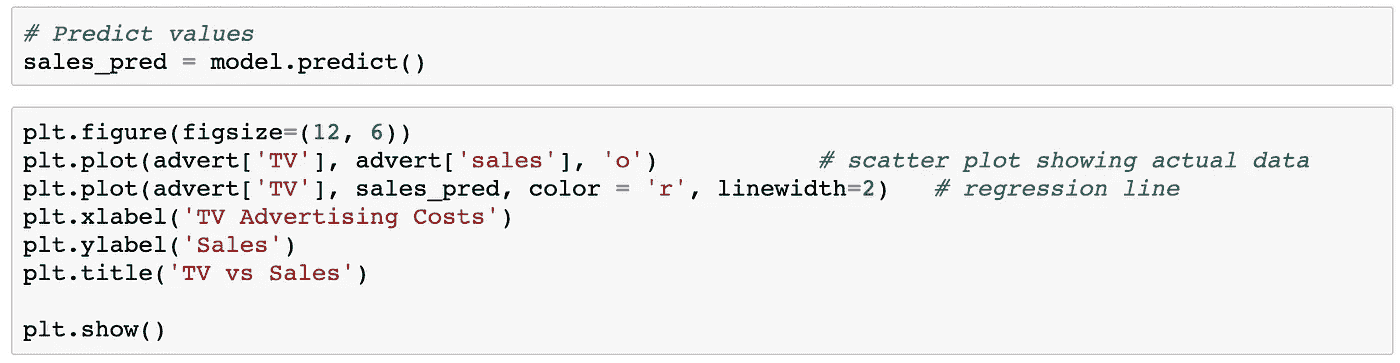 # Predict values
sales_pred = model.predict()
plt.figure(figsize=(12, 6))
plt.plot(advert['TV'], advert['sales'], 'o')           # scatter plot showing actual data
plt.plot(advert['TV'], sales_pred, color = 'r', linewidth=2)   # regression line
plt.xlabel('TV Advertising Costs')
plt.ylabel('Sales')
plt.title('TV vs Sales')
plt.show()